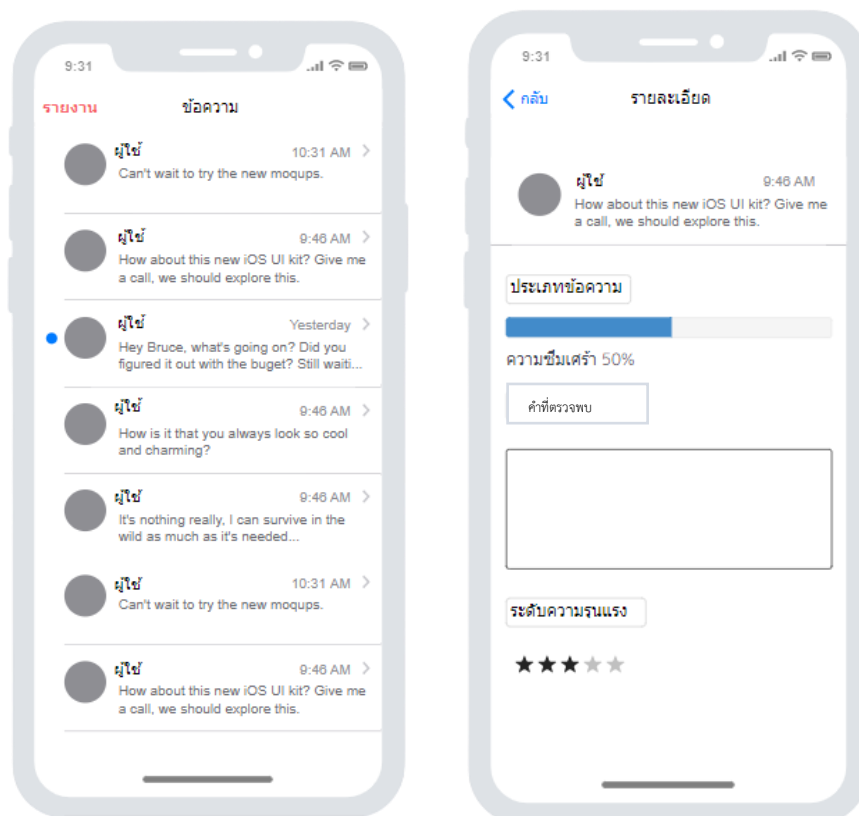 9:31
รายงาน ข้อความ
ผู้ใช้ 10:31 AM
Can't wait to try the new moqups.
ผู้ใช้ 9:46 AM
How about this new iOS UI kit? Give me
a call, we should explore this.
ผู้ใช้ Yesterday
Hey Bruce, what's going on? Did you
figured it out with the buget? Still waiti...
ผู้ใช้ 9:46 AM
How is it that you always look so cool
and charming?
ผู้ใช้ 9:46 AM
It's nothing really, I can survive in the
wild as much as it's needed...
ผู้ใช้ 10:31 AM
Can't wait to try the new moqups.
ผู้ใช้ 9:46 AM
How about this new iOS UI kit? Give me
a call, we should explore this.
9:31
กลับ รายละเอียด
ผู้ใช้ 9:46 AM
How about this new iOS UI kit? Give me
a call, we should explore this.
ประเภทข้อความ
ความซึมเศร้า 50%
คำที่ตรวจพบ
ระดับความรุนแรง